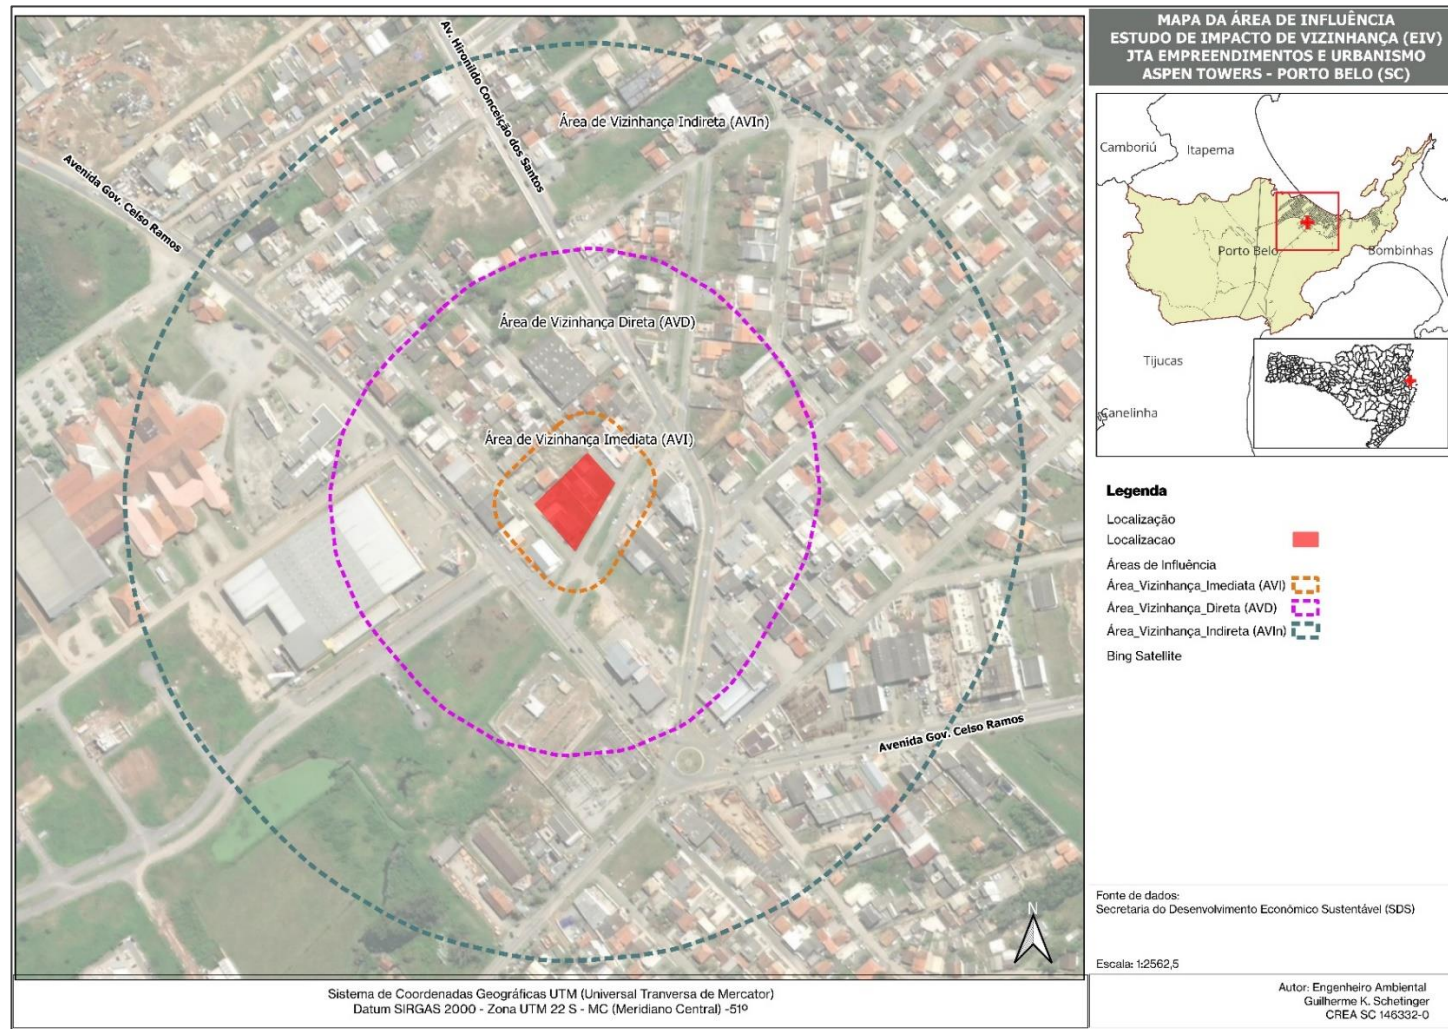 MAPA DA ÁREA DE INFLUÊNCIA
ESTUDO DE IMPACTO DE VIZINHANÇA (EIV)
JTA EMPREENDIMENTOS E URBANISMO
ASPEN TOWERS - PORTO BELO (SC)
Av. Hironildo Conceição dos Santos
Área de Vizinhança Indireta (AVIn)
Avenida Gov. Celso Ramos
Área de Vizinhança Direta (AVD)
Área de Vizinhança Imediata (AVI)
Avenida Gov. Celso Ramos
N
Camboriú
Itapema
Porto Belo
Bombinhas
Tijucas
Canelinha
Legenda
Localização
Localizacao
Áreas de Influência
Área_Vizinhança_Imediata (AVI)
Área_Vizinhança_Direta (AVD)
Área_Vizinhança_Indireta (AVIn)
Bing Satellite
Fonte de dados:
Secretaria do Desenvolvimento Econômico Sustentável (SDS)
Escala: 1:2562,5
Sistema de Coordenadas Geográficas UTM (Universal Tranversa de Mercator)
Datum SIRGAS 2000 - Zona UTM 22 S - MC (Meridiano Central) -51º
Autor: Engenheiro Ambiental
Guilherme K. Schetinger
CREA SC 146332-0